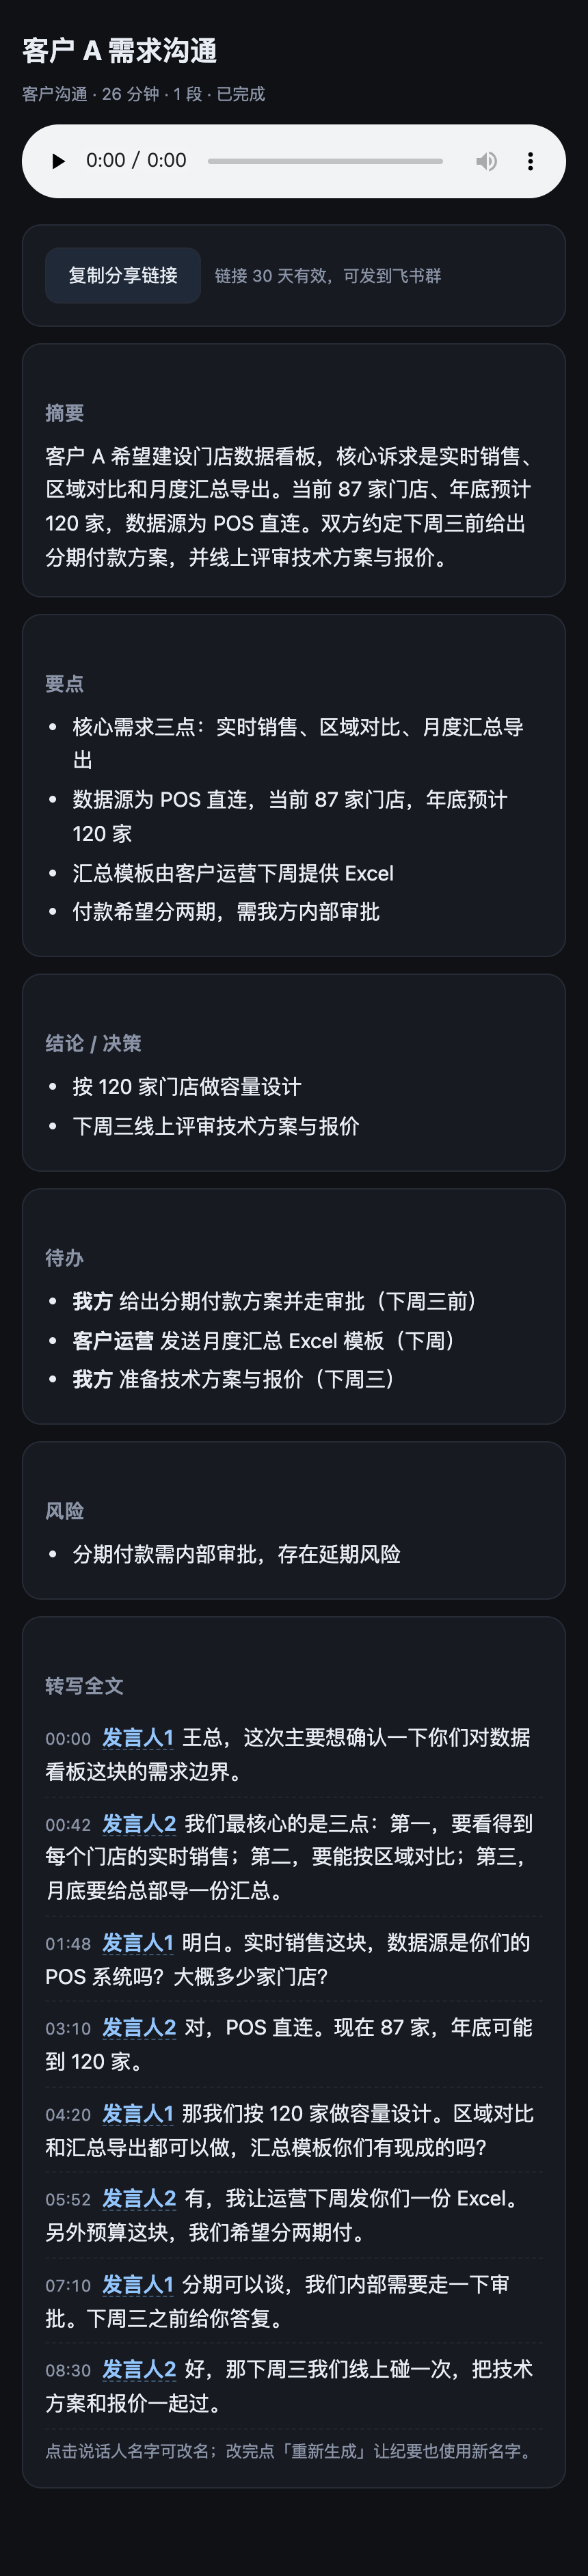 客户 A 需求沟通
客户沟通 · 26 分钟 · 1 段 · 已完成
0:00 / 0:00
复制分享链接
链接 30 天有效，可发到飞书群
摘要
客户 A 希望建设门店数据看板，核心诉求是实时销售、
区域对比和月度汇总导出。当前 87 家门店、年底预计
120 家，数据源为 POS 直连。双方约定下周三前给出
分期付款方案，并线上评审技术方案与报价。
要点
• 核心需求三点：实时销售、区域对比、月度汇总导
出
• 数据源为 POS 直连，当前 87 家门店，年底预计
120 家
• 汇总模板由客户运营下周提供 Excel
• 付款希望分两期，需我方内部审批
结论 / 决策
• 按 120 家门店做容量设计
• 下周三线上评审技术方案与报价
待办
• 我方 给出分期付款方案并走审批（下周三前）
• 客户运营 发送月度汇总 Excel 模板（下周）
• 我方 准备技术方案与报价（下周三）
风险
• 分期付款需内部审批，存在延期风险
转写全文
00:00 发言人1 王总，这次主要想确认一下你们对数据
看板这块的需求边界。
00:42 发言人2 我们最核心的是三点：第一，要看得到
每个门店的实时销售；第二，要能按区域对比；第三，
月底要给总部导一份汇总。
01:48 发言人1 明白。实时销售这块，数据源是你们的
POS 系统吗？大概多少家门店？
03:10 发言人2 对，POS 直连。现在 87 家，年底可能
到 120 家。
04:20 发言人1 那我们按 120 家做容量设计。区域对比
和汇总导出都可以做，汇总模板你们有现成的吗？
05:52 发言人2 有，我让运营下周发你们一份 Excel。
另外预算这块，我们希望分两期付。
07:10 发言人1 分期可以谈，我们内部需要走一下审
批。下周三之前给你答复。
08:30 发言人2 好，那下周三我们线上碰一次，把技术
方案和报价一起过。
点击说话人名字可改名；改完点「重新生成」让纪要也使用新名字。